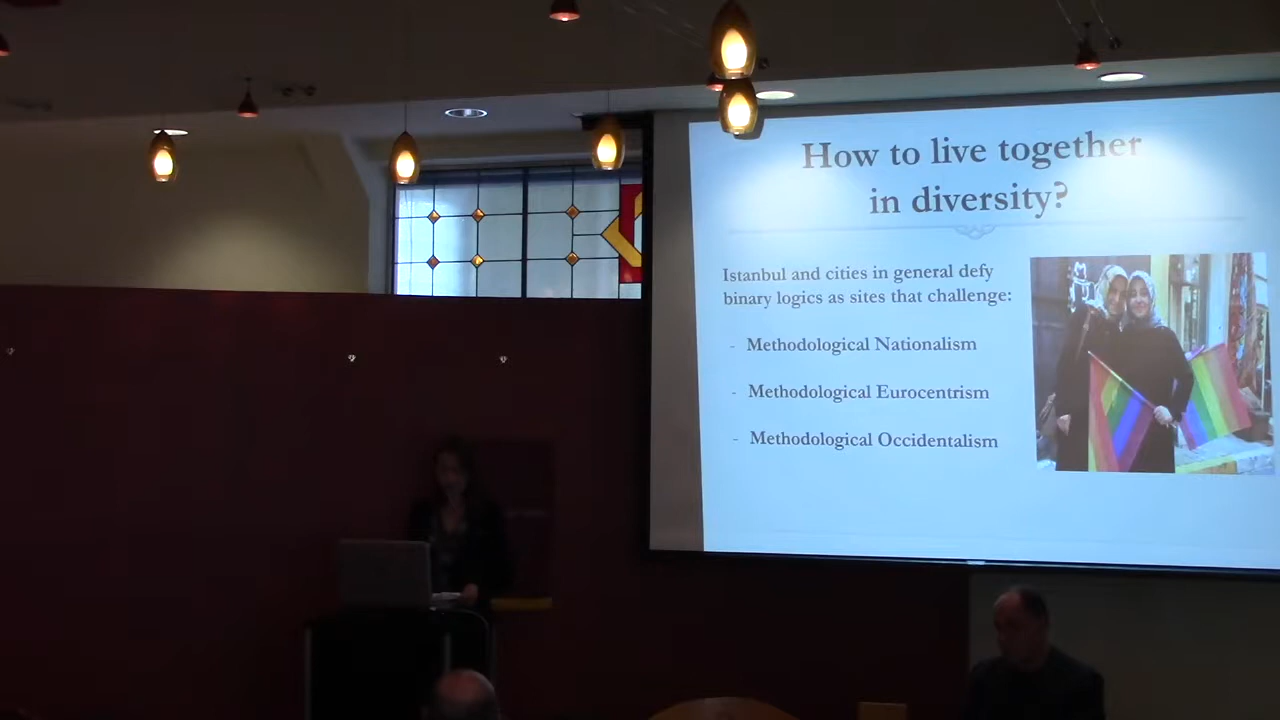 How to live together
in diversity?
Istanbul and cities in general defy
binary logics as sites that challenge:
- Methodological Nationalism
- Methodological Eurocentrism
- Methodological Occidentalism